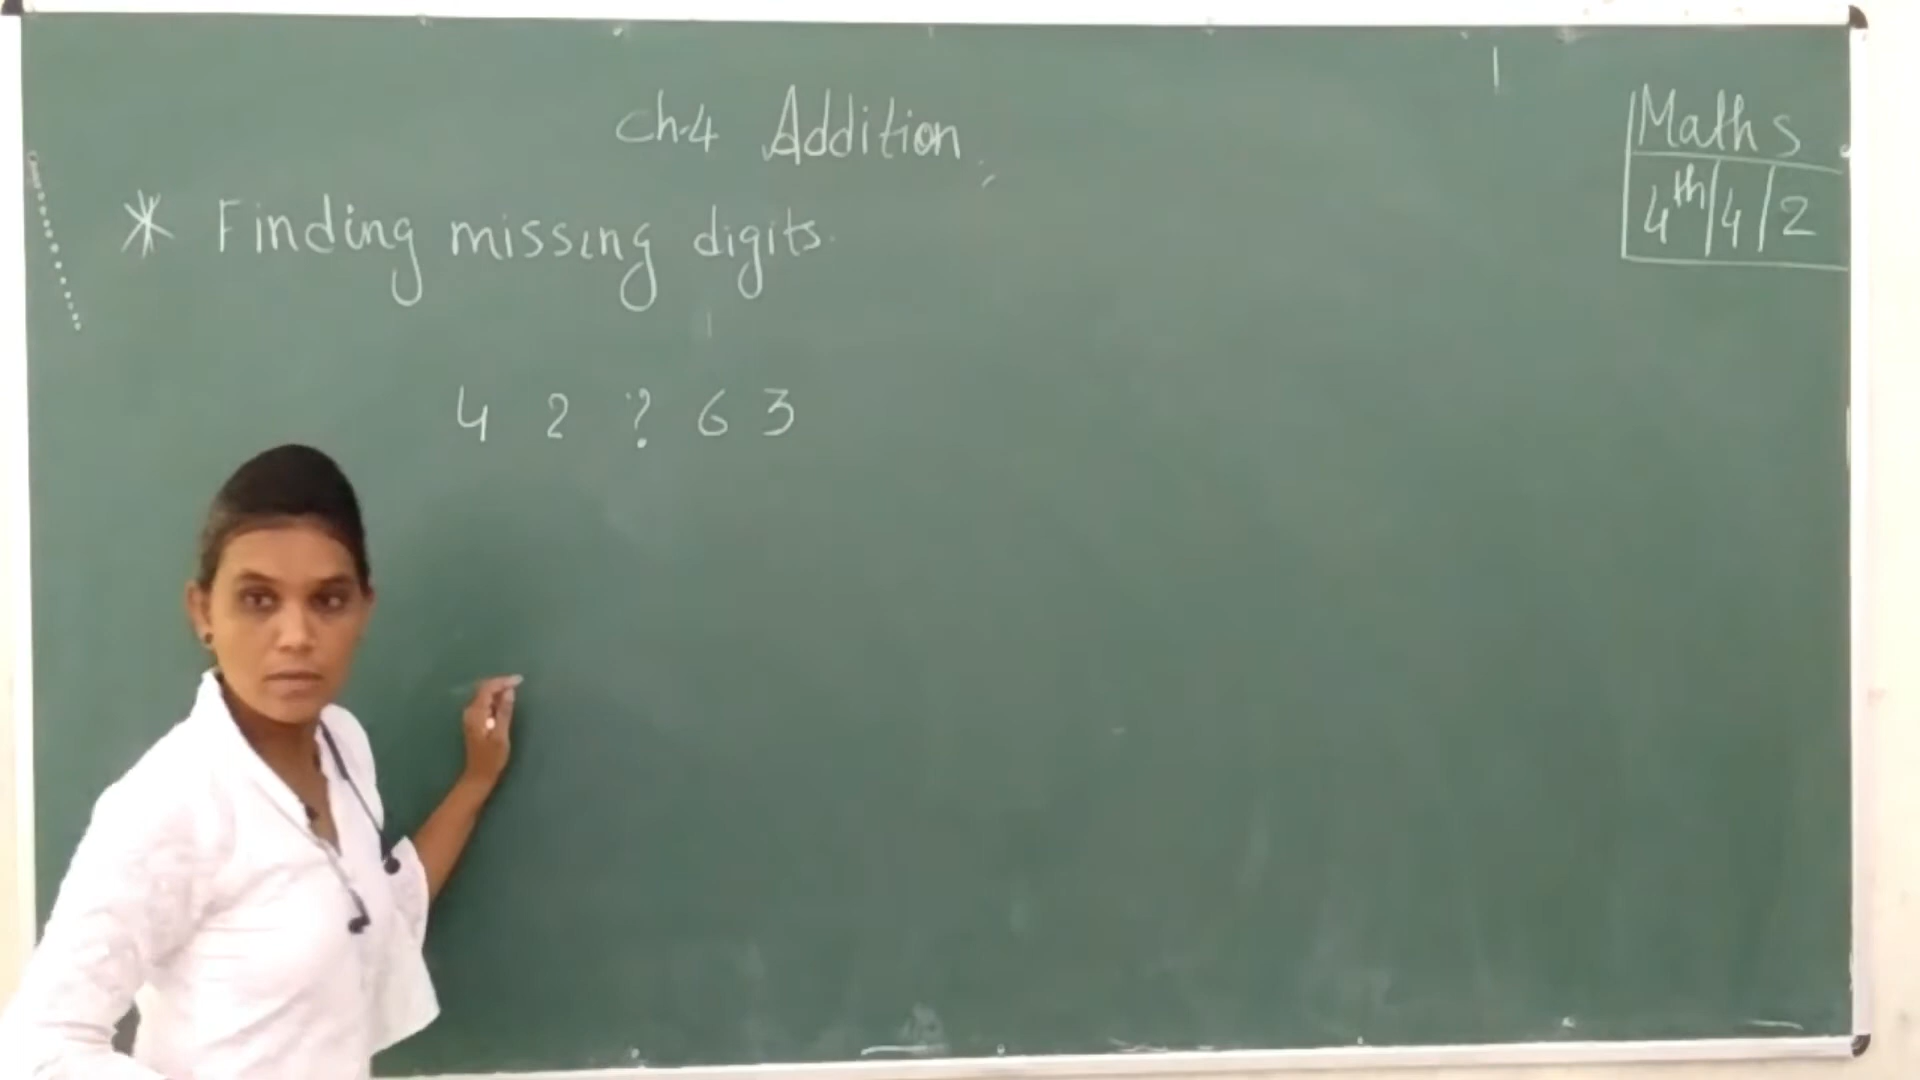 Ch-4 Addition
Maths
4th/4/2
* Finding missing digits.
4 2 ? 6 3